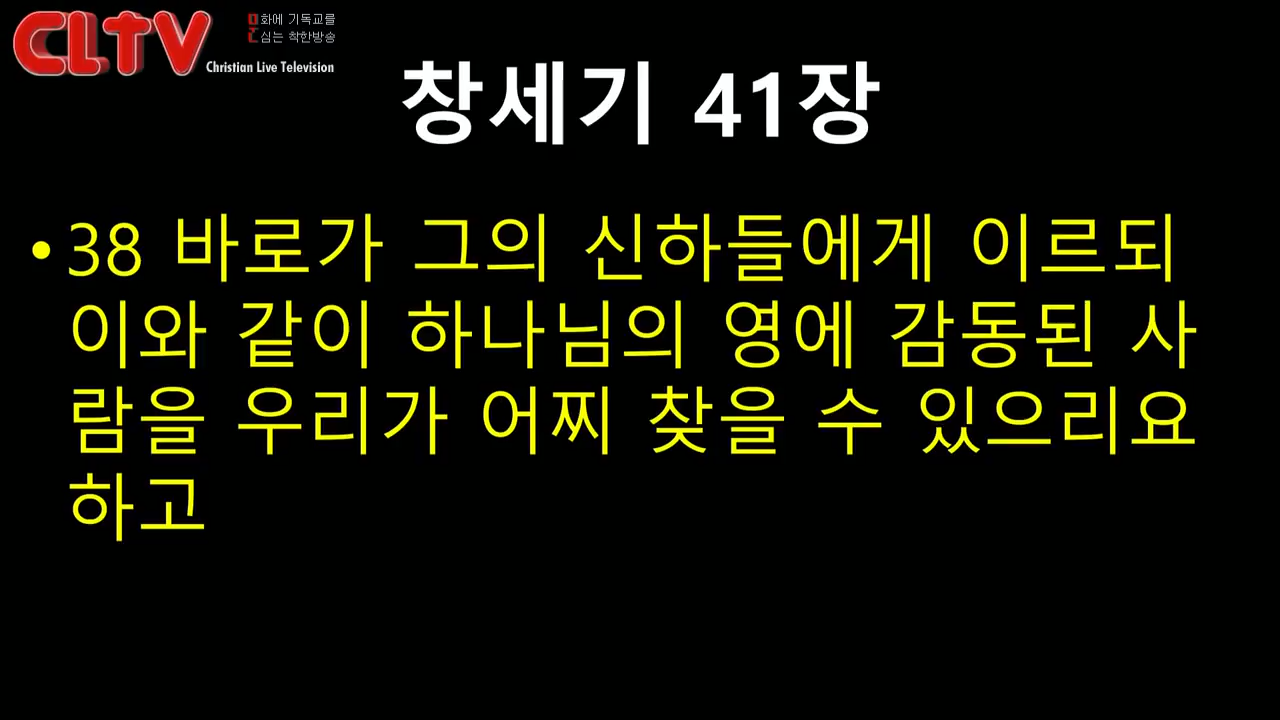 CLTV
화에 기독교를
심는 착한방송
Christian Live Television
창세기 41장
• 38 바로가 그의 신하들에게 이르되
이와 같이 하나님의 영에 감동된 사
람을 우리가 어찌 찾을 수 있으리요
하고